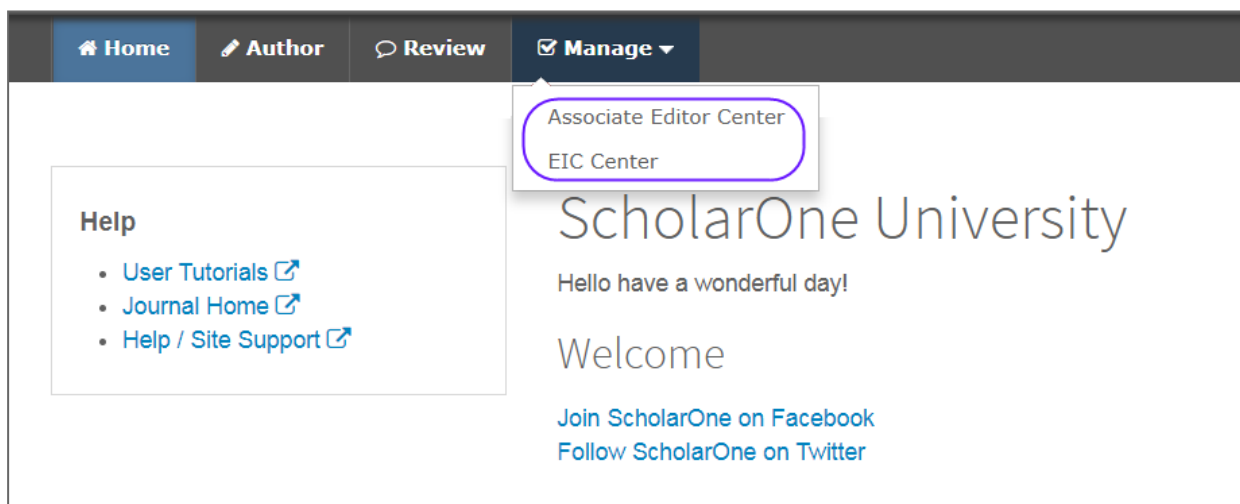 Home Author Review Manage
Associate Editor Center
EIC Center
Help
User Tutorials
Journal Home
Help / Site Support
ScholarOne University
Hello have a wonderful day!
Welcome
Join ScholarOne on Facebook
Follow ScholarOne on Twitter